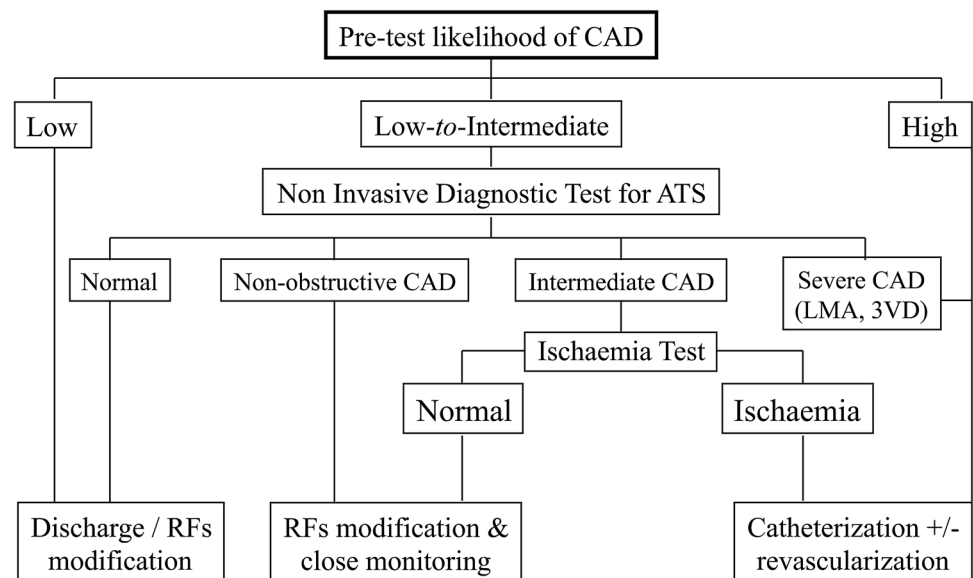 Pre-test likelihood of CAD
Low
Low-to-Intermediate
High
Non Invasive Diagnostic Test for ATS
Normal
Non-obstructive CAD
Intermediate CAD
Severe CAD
(LMA, 3VD)
Ischaemia Test
Normal
Ischaemia
Discharge / RFs
modification
RFs modification &
close monitoring
Catheterization +/-
revascularization